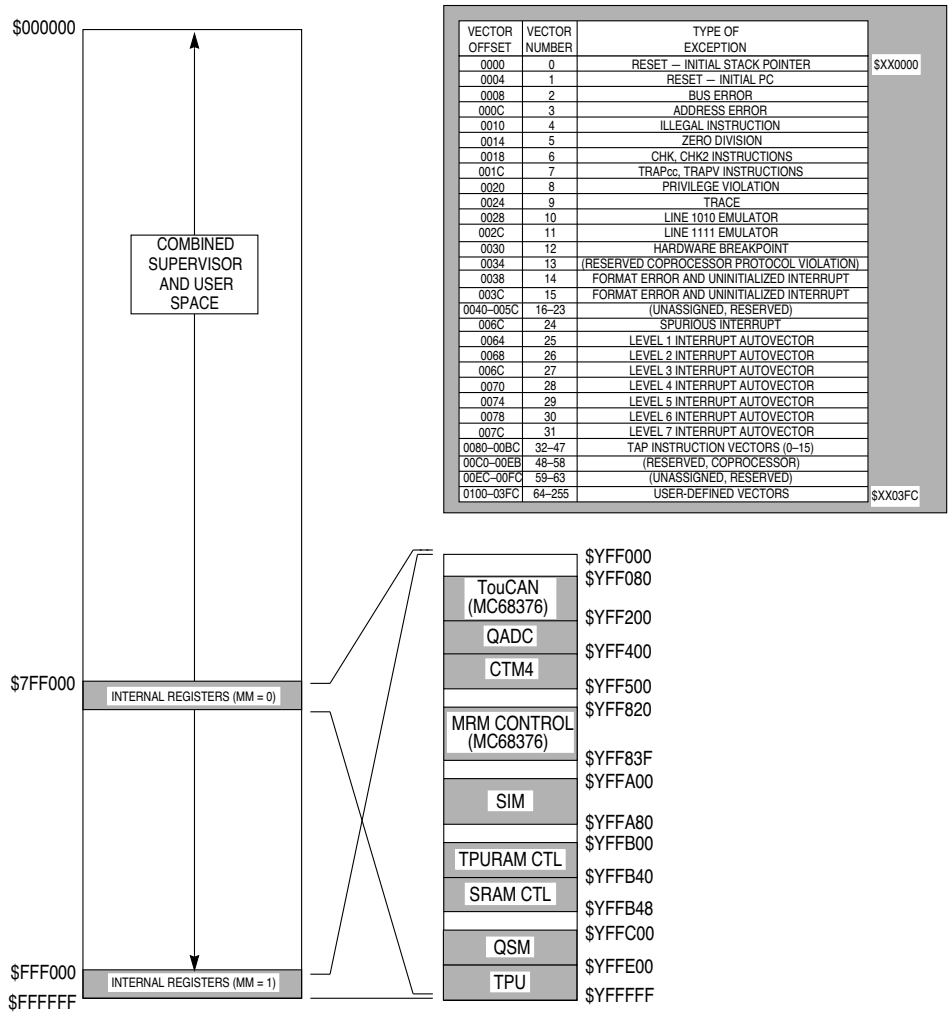 $000000
COMBINED
SUPERVISOR
AND USER
SPACE
$7FF000
INTERNAL REGISTERS (MM = 0)
$FFF000
INTERNAL REGISTERS (MM = 1)
$FFFFFF
VECTOR OFFSET VECTOR NUMBER TYPE OF EXCEPTION
0000 0 RESET — INITIAL STACK POINTER $XX0000
0004 1 RESET — INITIAL PC
0008 2 BUS ERROR
000C 3 ADDRESS ERROR
0010 4 ILLEGAL INSTRUCTION
0014 5 ZERO DIVISION
0018 6 CHK, CHK2 INSTRUCTIONS
001C 7 TRAPcc, TRAPV INSTRUCTIONS
0020 8 PRIVILEGE VIOLATION
0024 9 TRACE
0028 10 LINE 1010 EMULATOR
002C 11 LINE 1111 EMULATOR
0030 12 HARDWARE BREAKPOINT
0034 13 (RESERVED COPROCESSOR PROTOCOL VIOLATION)
0038 14 FORMAT ERROR AND UNINITIALIZED INTERRUPT
003C 15 FORMAT ERROR AND UNINITIALIZED INTERRUPT
0040–005C 16–23 (UNASSIGNED, RESERVED)
006C 24 SPURIOUS INTERRUPT
0064 25 LEVEL 1 INTERRUPT AUTOVECTOR
0068 26 LEVEL 2 INTERRUPT AUTOVECTOR
006C 27 LEVEL 3 INTERRUPT AUTOVECTOR
0070 28 LEVEL 4 INTERRUPT AUTOVECTOR
0074 29 LEVEL 5 INTERRUPT AUTOVECTOR
0078 30 LEVEL 6 INTERRUPT AUTOVECTOR
007C 31 LEVEL 7 INTERRUPT AUTOVECTOR
0080–00BC 32–47 TAP INSTRUCTION VECTORS (0–15)
00C0–00EB 48–58 (RESERVED, COPROCESSOR)
00EC–00FC 59–63 (UNASSIGNED, RESERVED)
0100–03FC 64–255 USER-DEFINED VECTORS $XX03FC
$YFF000
$YFF080
TouCAN
(MC68376)
$YFF200
QADC
$YFF400
CTM4
$YFF500
$YFF820
MRM CONTROL
(MC68376)
$YFF83F
$YFFA00
SIM
$YFFA80
$YFFB00
TPURAM CTL
$YFFB40
SRAM CTL
$YFFB48
$YFFC00
QSM
$YFFE00
TPU
$YFFFFF